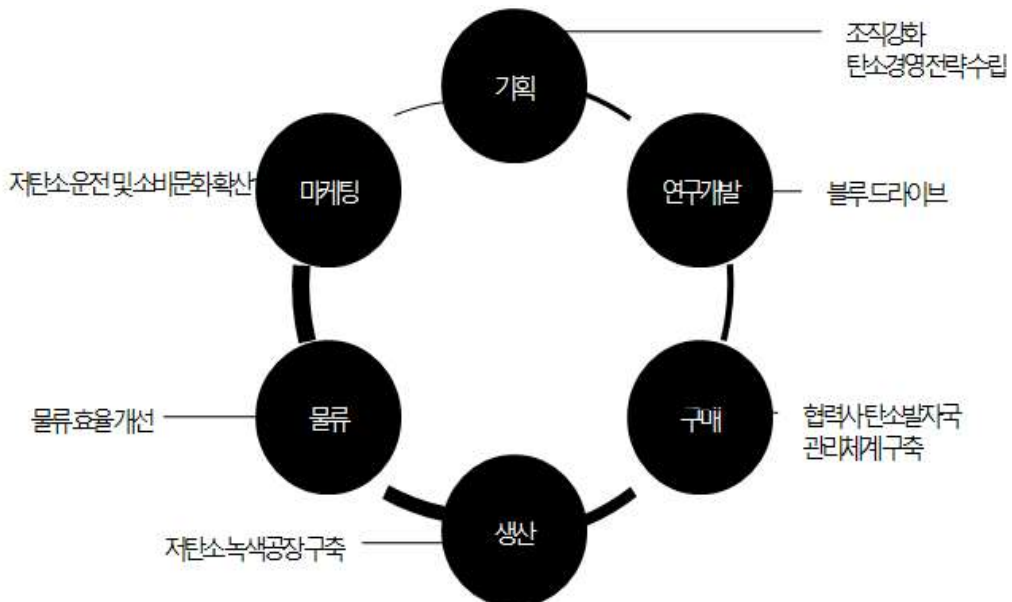 조직강화
탄소경영 전략 수립
기획
마케팅
저탄소 운전 및 소비문화 확산
연구개발
블루 드라이브
물류 효율 개선
물류
구매
협력사 탄소발자국
관리체계 구축
생산
저탄소 녹색공장 구축